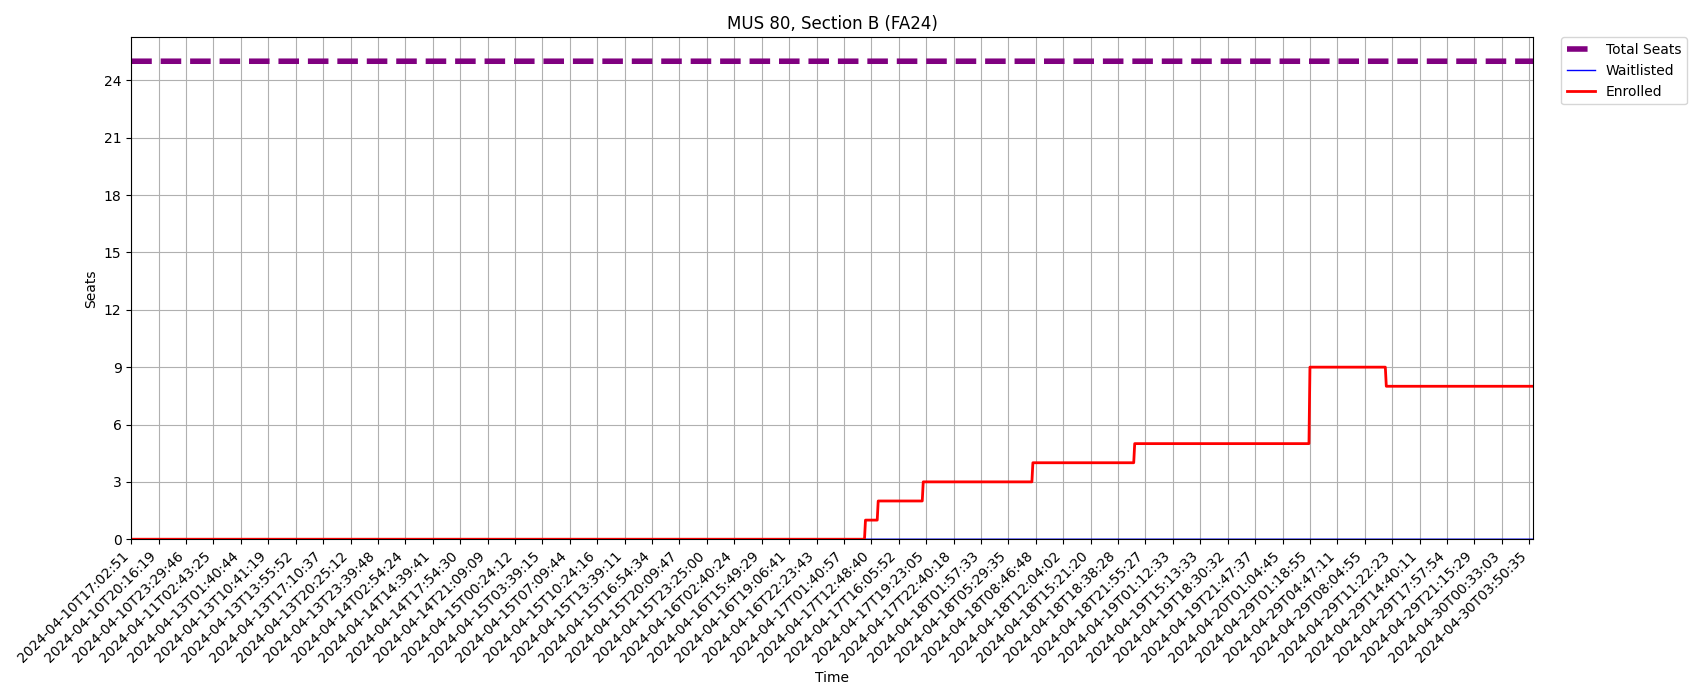 MUS 80, Section B (FA24)
Total Seats
Waitlisted
Enrolled
Seats
24
21
18
15
12
9
6
3
0
2024-04-10T17:02:51
2024-04-10T20:16:19
2024-04-10T23:29:46
2024-04-11T02:43:25
2024-04-13T01:40:44
2024-04-13T10:41:19
2024-04-13T13:55:52
2024-04-13T17:10:37
2024-04-13T20:25:12
2024-04-13T23:39:48
2024-04-14T02:54:24
2024-04-14T14:39:41
2024-04-14T17:54:30
2024-04-14T21:09:09
2024-04-15T00:24:12
2024-04-15T03:39:15
2024-04-15T07:09:44
2024-04-15T10:24:16
2024-04-15T13:39:11
2024-04-15T16:54:34
2024-04-15T20:09:47
2024-04-15T23:25:00
2024-04-16T02:40:24
2024-04-16T15:49:29
2024-04-16T19:06:41
2024-04-16T22:23:43
2024-04-17T01:40:57
2024-04-17T12:48:40
2024-04-17T16:05:52
2024-04-17T19:23:05
2024-04-17T22:40:18
2024-04-18T01:57:33
2024-04-18T05:29:35
2024-04-18T08:46:48
2024-04-18T12:04:02
2024-04-18T15:21:20
2024-04-18T18:38:28
2024-04-18T21:55:27
2024-04-19T01:12:33
2024-04-19T15:13:33
2024-04-19T18:30:32
2024-04-19T21:47:37
2024-04-20T01:04:45
2024-04-29T01:18:55
2024-04-29T04:47:11
2024-04-29T08:04:55
2024-04-29T11:22:23
2024-04-29T14:40:11
2024-04-29T17:57:54
2024-04-29T21:15:29
2024-04-30T00:33:03
2024-04-30T03:50:35
Time